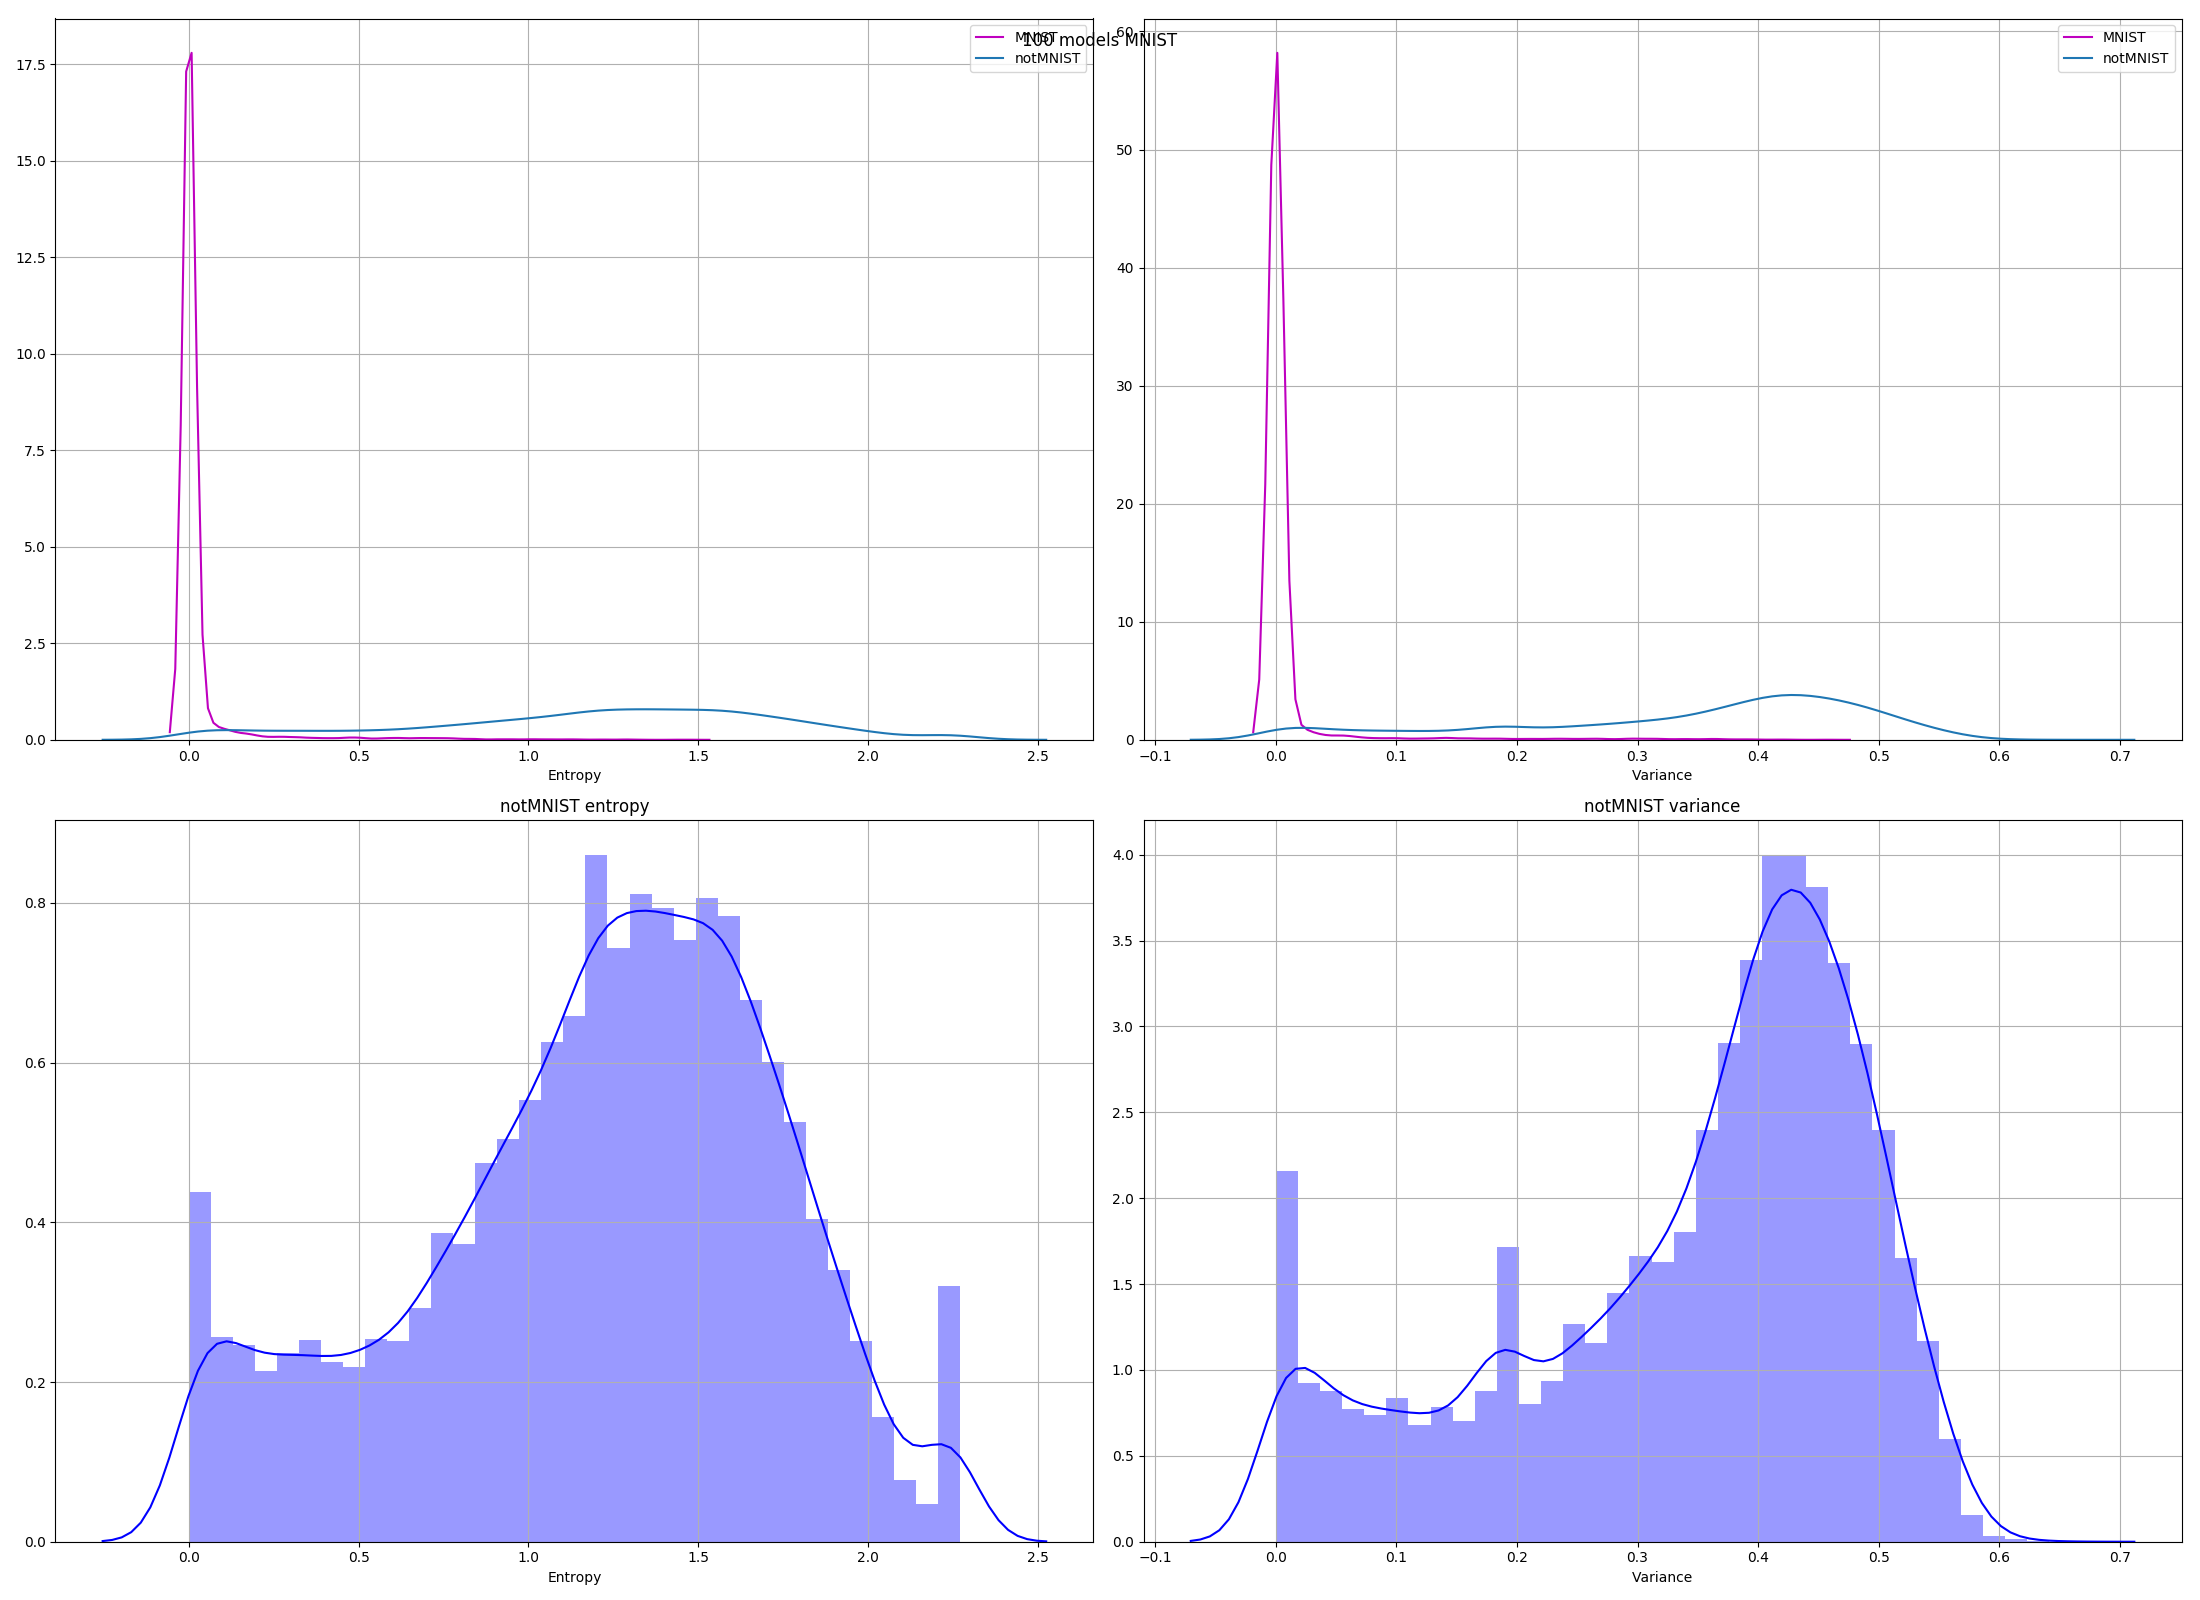 100 models MNIST
MNIST
notMNIST
17.5
15.0
12.5
10.0
7.5
5.0
2.5
0.0
0.0 0.5 1.0 1.5 2.0 2.5
Entropy
MNIST
notMNIST
60
50
40
30
20
10
0
−0.1 0.0 0.1 0.2 0.3 0.4 0.5 0.6 0.7
Variance
notMNIST entropy
0.8
0.6
0.4
0.2
0.0
0.0 0.5 1.0 1.5 2.0 2.5
Entropy
notMNIST variance
4.0
3.5
3.0
2.5
2.0
1.5
1.0
0.5
0.0
−0.1 0.0 0.1 0.2 0.3 0.4 0.5 0.6 0.7
Variance